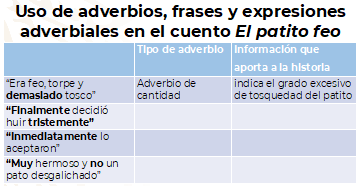 Uso de adverbios, frases y expresiones
adverbiales en el cuento El patito feo
Tipo de adverbio
Información que
aporta a la historia
"Era feo, torpe y
demasiado tosco"
Adverbio de
cantidad
indica el grado excesivo
de tosquedad del patito
"Finalmente decidió
huir tristemente"
"Inmediatamente lo
aceptaron"
"Muy hermoso y no un
pato desgalichado"